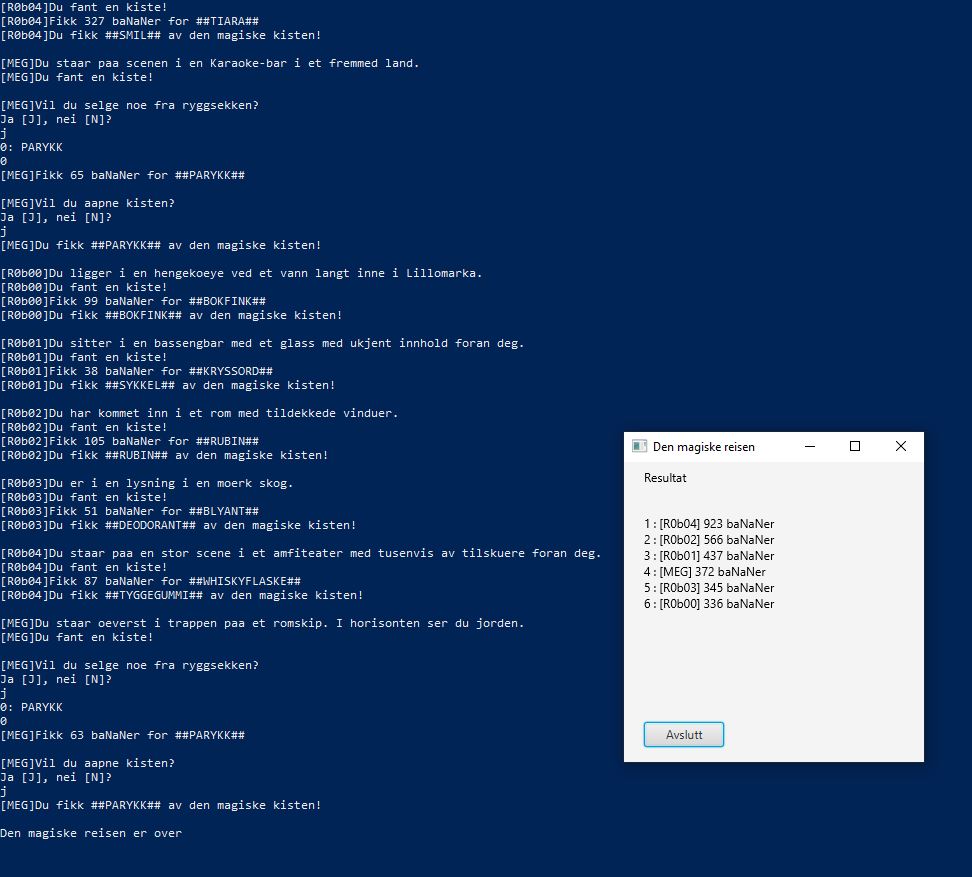 [R0b04]Du fant en kiste!
[R0b04]Fikk 327 baNaNer for ##TIARA##
[R0b04]Du fikk ##SMIL## av den magiske kisten!
[MEG]Du staar paa scenen i en Karaoke-bar i et fremmed land.
[MEG]Du fant en kiste!
[MEG]Vil du selge noe fra ryggsekken?
Ja [J], nei [N]?
j
0: PARYKK
0
[MEG]Fikk 65 baNaNer for ##PARYKK##
[MEG]Vil du aapne kisten?
Ja [J], nei [N]?
j
[MEG]Du fikk ##PARYKK## av den magiske kisten!
[R0b00]Du ligger i en hengekoeye ved et vann langt inne i Lillomarka.
[R0b00]Du fant en kiste!
[R0b00]Fikk 99 baNaNer for ##BOKFINK##
[R0b00]Du fikk ##BOKFINK## av den magiske kisten!
[R0b01]Du sitter i en bassengbar med et glass med ukjent innhold foran deg.
[R0b01]Du fant en kiste!
[R0b01]Fikk 38 baNaNer for ##KRYSSORD##
[R0b01]Du fikk ##SYKKEL## av den magiske kisten!
[R0b02]Du har kommet inn i et rom med tildekkede vinduer.
[R0b02]Du fant en kiste!
[R0b02]Fikk 105 baNaNer for ##RUBIN##
[R0b02]Du fikk ##RUBIN## av den magiske kisten!
[R0b03]Du er i en lysning i en moerk skog.
[R0b03]Du fant en kiste!
[R0b03]Fikk 51 baNaNer for ##BLYANT##
[R0b03]Du fikk ##DEODORANT## av den magiske kisten!
[R0b04]Du staar paa en stor scene i et amfiteater med tusenvis av tilskuere foran deg.
[R0b04]Du fant en kiste!
[R0b04]Fikk 87 baNaNer for ##WHISKYFLASKE##
[R0b04]Du fikk ##TYGGEGUMMI## av den magiske kisten!
[MEG]Du staar oeverst i trappen paa et romskip. I horisonten ser du jorden.
[MEG]Du fant en kiste!
[MEG]Vil du selge noe fra ryggsekken?
Ja [J], nei [N]?
j
0: PARYKK
0
[MEG]Fikk 63 baNaNer for ##PARYKK##
[MEG]Vil du aapne kisten?
Ja [J], nei [N]?
j
[MEG]Du fikk ##PARYKK## av den magiske kisten!
Den magiske reisen er over
Den magiske reisen
Resultat
1 : [R0b04] 923 baNaNer
2 : [R0b02] 566 baNaNer
3 : [R0b01] 437 baNaNer
4 : [MEG] 372 baNaNer
5 : [R0b03] 345 baNaNer
6 : [R0b00] 336 baNaNer
Avslutt